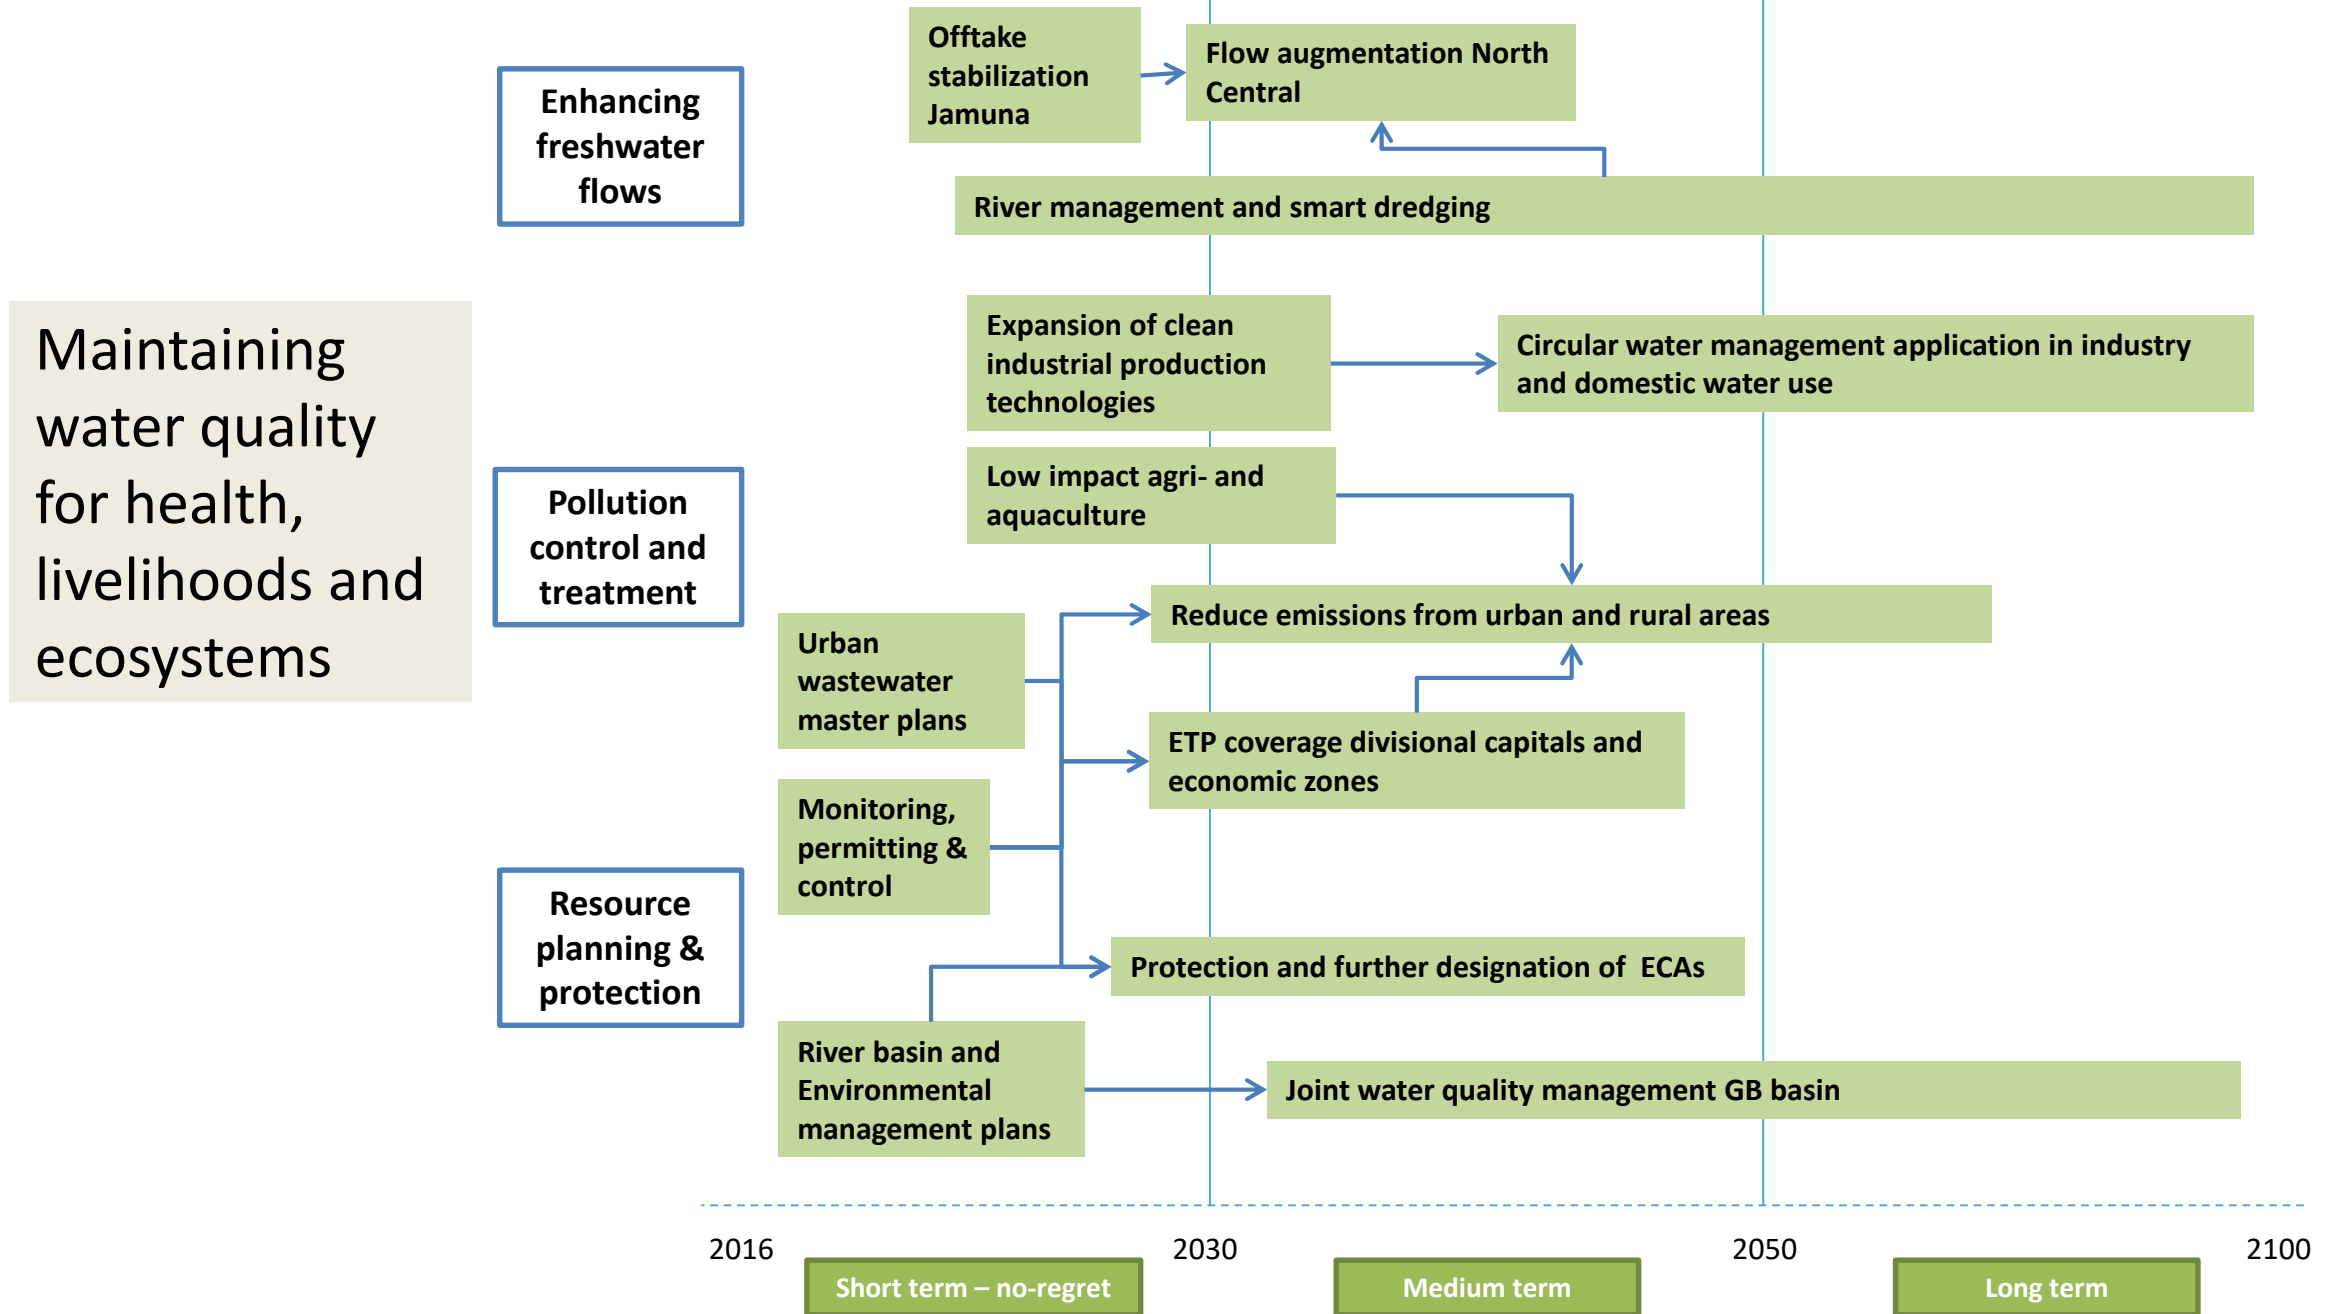 Maintaining
water quality
for health,
livelihoods and
ecosystems
Enhancing
freshwater
flows
Offtake
stabilization
Jamuna
Flow augmentation North
Central
River management and smart dredging
Pollution
control and
treatment
Expansion of clean
industrial production
technologies
Circular water management application in industry
and domestic water use
Low impact agri- and
aquaculture
Reduce emissions from urban and rural areas
Urban
wastewater
master plans
ETP coverage divisional capitals and
economic zones
Monitoring,
permitting &
control
Resource
planning &
protection
Protection and further designation of  ECAs
River basin and
Environmental
management plans
Joint water quality management GB basin
2016
2030
2050
2100
Short term – no-regret
Medium term
Long term